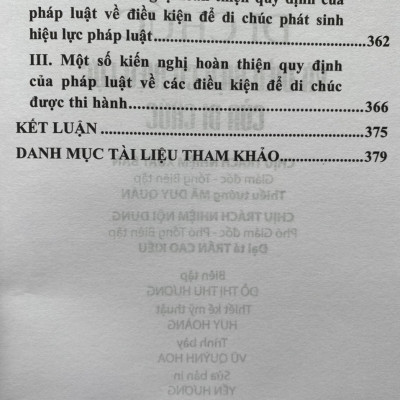 pháp luật về điều kiện để di chúc phát sinh
hiệu lực pháp luật.................................................362
III. Một số kiến nghị hoàn thiện quy định
của pháp luật về các điều kiện để di chúc
được thi hành ........................................................366
KẾT LUẬN ..............................................................375
DANH MỤC TÀI LIỆU THAM KHẢO....................379
Giám đốc - Tổng Biên tập
Thiếu tướng MÃ DUY QUÂN
CHỊU TRÁCH NHIỆM NỘI DUNG
Phó Giám đốc - Phó Tổng Biên tập
Đại tá TRẦN CAO KIỀU
Biên tập
ĐỖ THỊ THU HƯƠNG
Thiết kế mỹ thuật
HUY HOÀNG
Trình bày
VŨ QUỲNH HOA
Sửa bản in
YÊN HƯƠNG